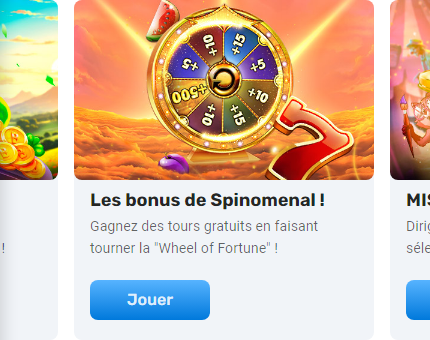 +10
+15
+5
+5
+500
+10
+10
+15
Les bonus de Spinomenal !
Gagnez des tours gratuits en faisant
tourner la "Wheel of Fortune" !
Jouer
!
MIS
Dirig
séle